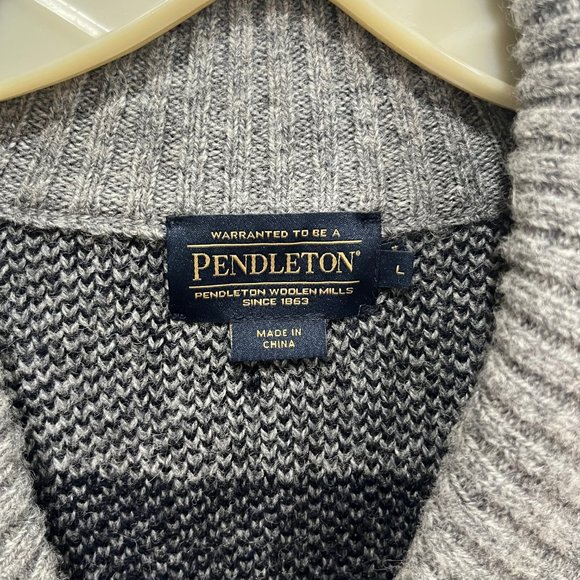 WARRANTED TO BE A
PENDLETON®
PENDLETON WOOLEN MILLS
SINCE 1863
L
MADE IN
CHINA